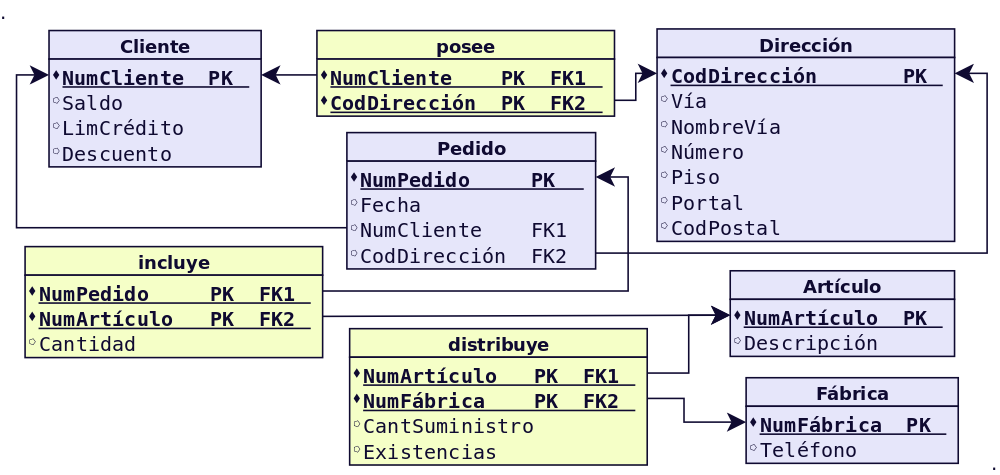 Cliente
NumCliente PK
Saldo
LimCrédito
Descuento
posee
NumCliente PK FK1
CodDirección PK FK2
Dirección
CodDirección PK
Vía
NombreVía
Número
Piso
Portal
CodPostal
Pedido
NumPedido PK
Fecha
NumCliente FK1
CodDirección FK2
incluye
NumPedido PK FK1
NumArtículo PK FK2
Cantidad
Artículo
NumArtículo PK
Descripción
distribuye
NumArtículo PK FK1
NumFábrica PK FK2
CantSuministro
Existencias
Fábrica
NumFábrica PK
Teléfono